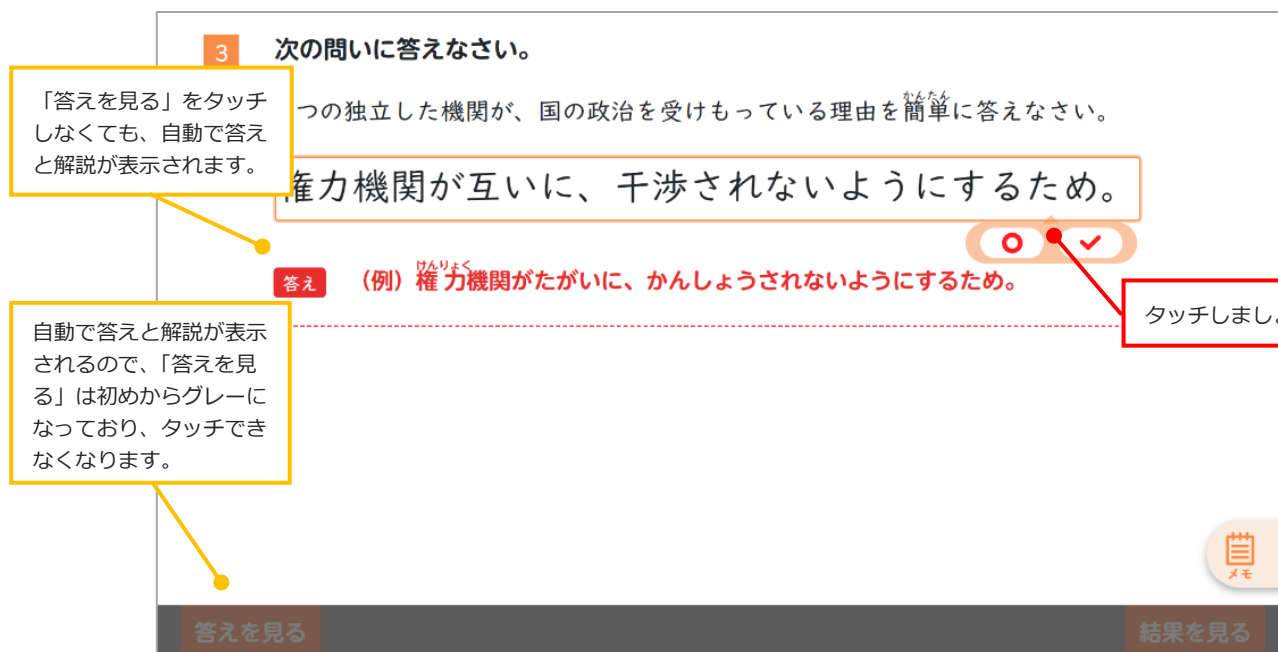 3 次の問いに答えなさい。
「答えを見る」をタッチ
しなくても、自動で答え
と解説が表示されます。
つの独立した機関が、国の政治を受けもっている理由を簡単に答えなさい。
かんたん
権力機関が互いに、干渉されないようにするため。
答え (例)権力機関がたがいに、かんしょうされないようにするため。
けんりょく
タッチしまし
自動で答えと解説が表示
されるので、「答えを見
る」は初めからグレーに
なっており、タッチでき
なくなります。
メモ
答えを見る
結果を見る